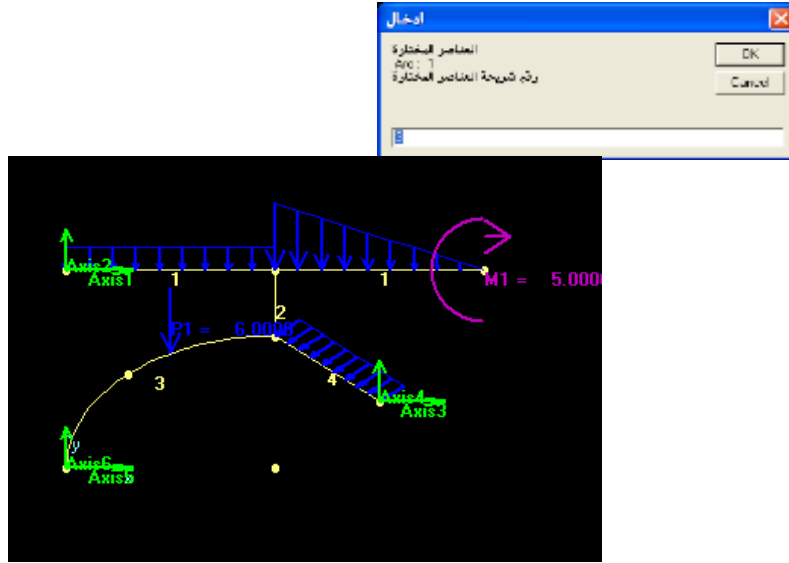 ادخال
العناصر المختارة
OK
Arc: 1
رقم شريحة العناصر المختارة
Cancel
Axis2
Axis1
1
1
M1 = 5.000
2
P1 = 6.0000
3
4
Axis4
Axis3
y
Axis6
Axis5
x